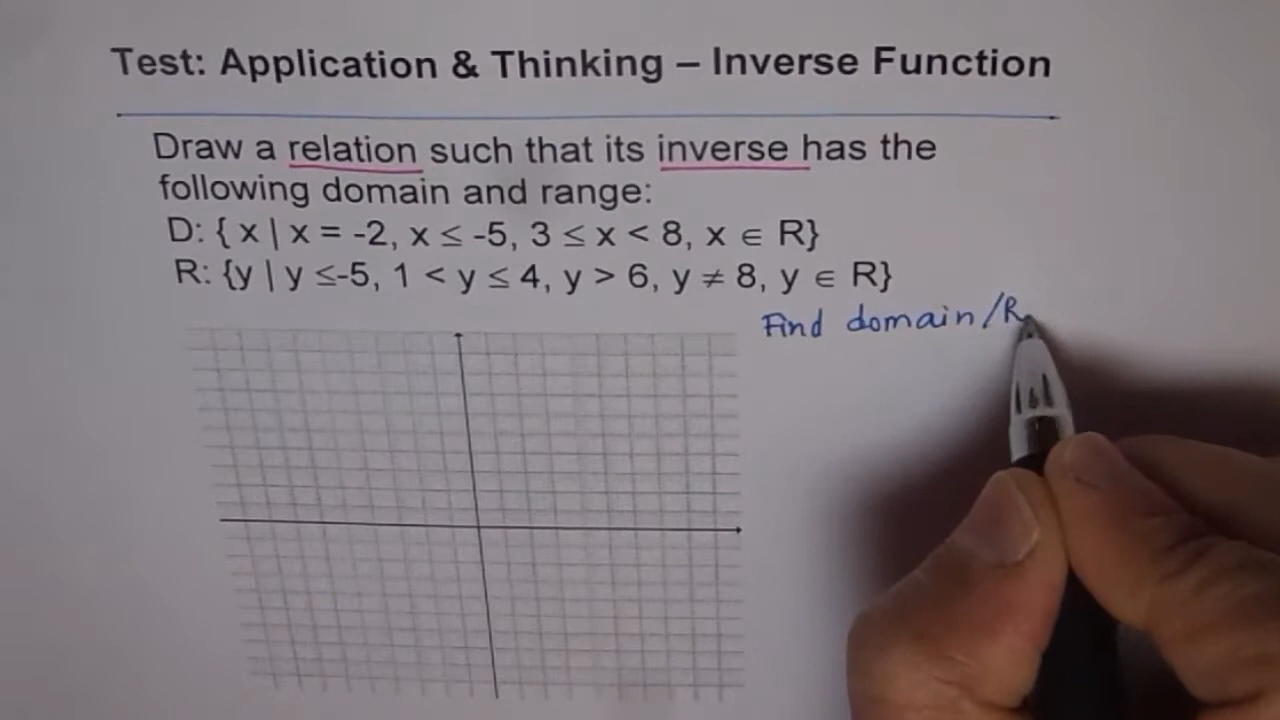 Test: Application & Thinking – Inverse Function
Draw a relation such that its inverse has the
following domain and range:
D: { x | x = -2, x ≤ -5, 3 ≤ x < 8, x ∈ R}
R: {y | y ≤-5, 1 < y ≤ 4, y > 6, y ≠ 8, y ∈ R}
Find domain/R